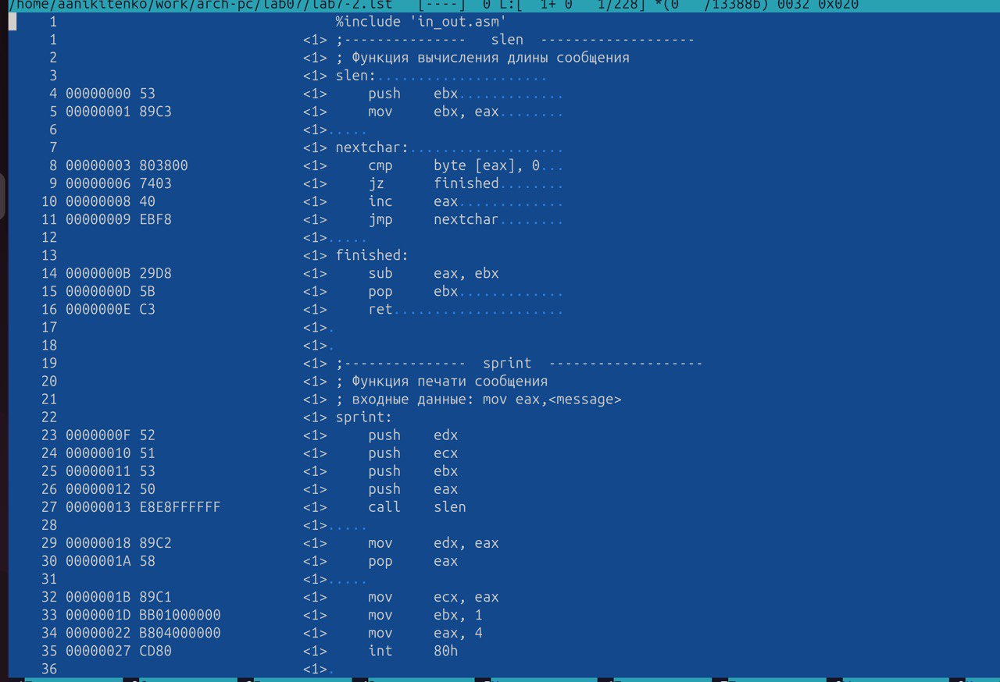 /home/aanikitenko/work/arch-pc/lab07/lab7-2.lst [----] 0 L:[ 1+ 0 1/228] *(0 /13388b) 0032 0x020
1 %include 'in_out.asm'
1 <1> ;--------------- slen -------------------
2 <1> ; Функция вычисления длины сообщения
3 <1> slen:.....................
4 00000000 53 <1> push ebx.............
5 00000001 89C3 <1> mov ebx, eax........
6 <1>.....
7 <1> nextchar:...................
8 00000003 803800 <1> cmp byte [eax], 0...
9 00000006 7403 <1> jz finished........
10 00000008 40 <1> inc eax.............
11 00000009 EBF8 <1> jmp nextchar........
12 <1>.....
13 <1> finished:
14 0000000B 29D8 <1> sub eax, ebx
15 0000000D 5B <1> pop ebx.............
16 0000000E C3 <1> ret.....................
17 <1>.
18 <1>.
19 <1> ;--------------- sprint -------------------
20 <1> ; Функция печати сообщения
21 <1> ; входные данные: mov eax,<message>
22 <1> sprint:
23 0000000F 52 <1> push edx
24 00000010 51 <1> push ecx
25 00000011 53 <1> push ebx
26 00000012 50 <1> push eax
27 00000013 E8E8FFFFFF <1> call slen
28 <1>.....
29 00000018 89C2 <1> mov edx, eax
30 0000001A 58 <1> pop eax
31 <1>.....
32 0000001B 89C1 <1> mov ecx, eax
33 0000001D BB01000000 <1> mov ebx, 1
34 00000022 B804000000 <1> mov eax, 4
35 00000027 CD80 <1> int 80h
36 <1>.